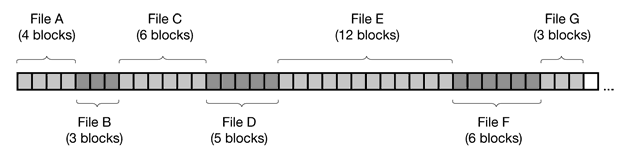 File A
(4 blocks)
File C
(6 blocks)
File E
(12 blocks)
File G
(3 blocks)
...
File B
(3 blocks)
File D
(5 blocks)
File F
(6 blocks)